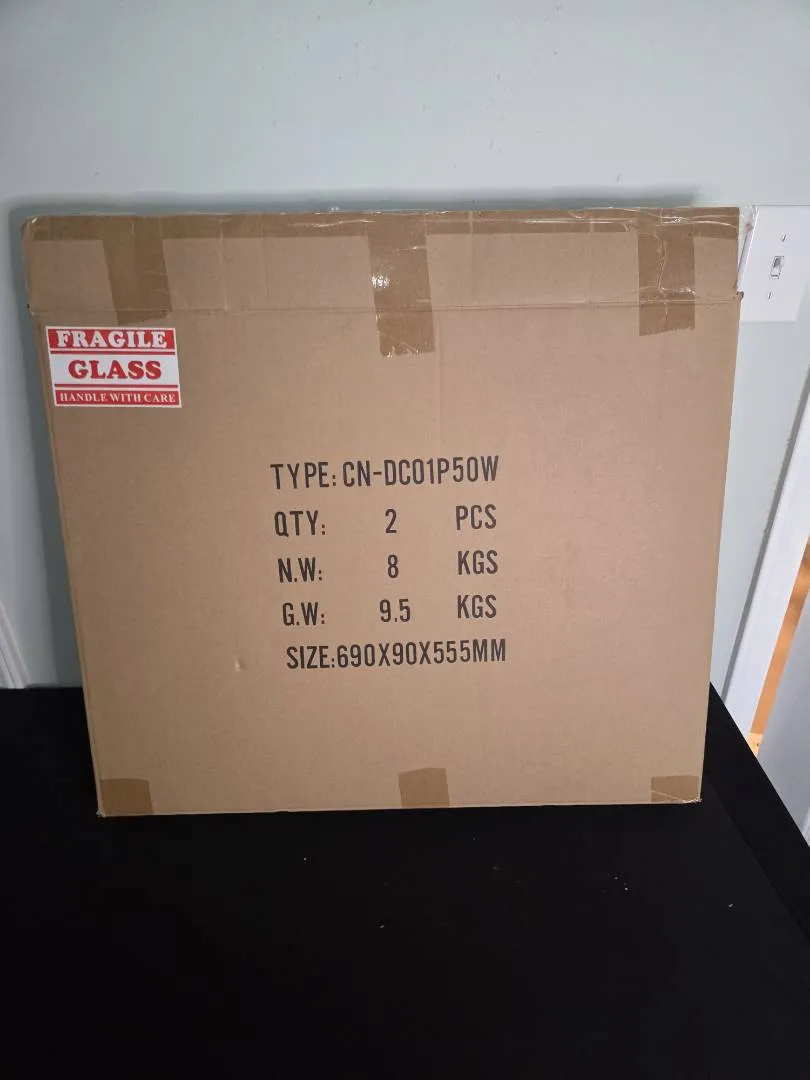 FRAGILE
GLASS
HANDLE WITH CARE
TYPE: CN-DC01P50W
QTY: 2 PCS
N.W: 8 KGS
G.W: 9.5 KGS
SIZE:690X90X555MM